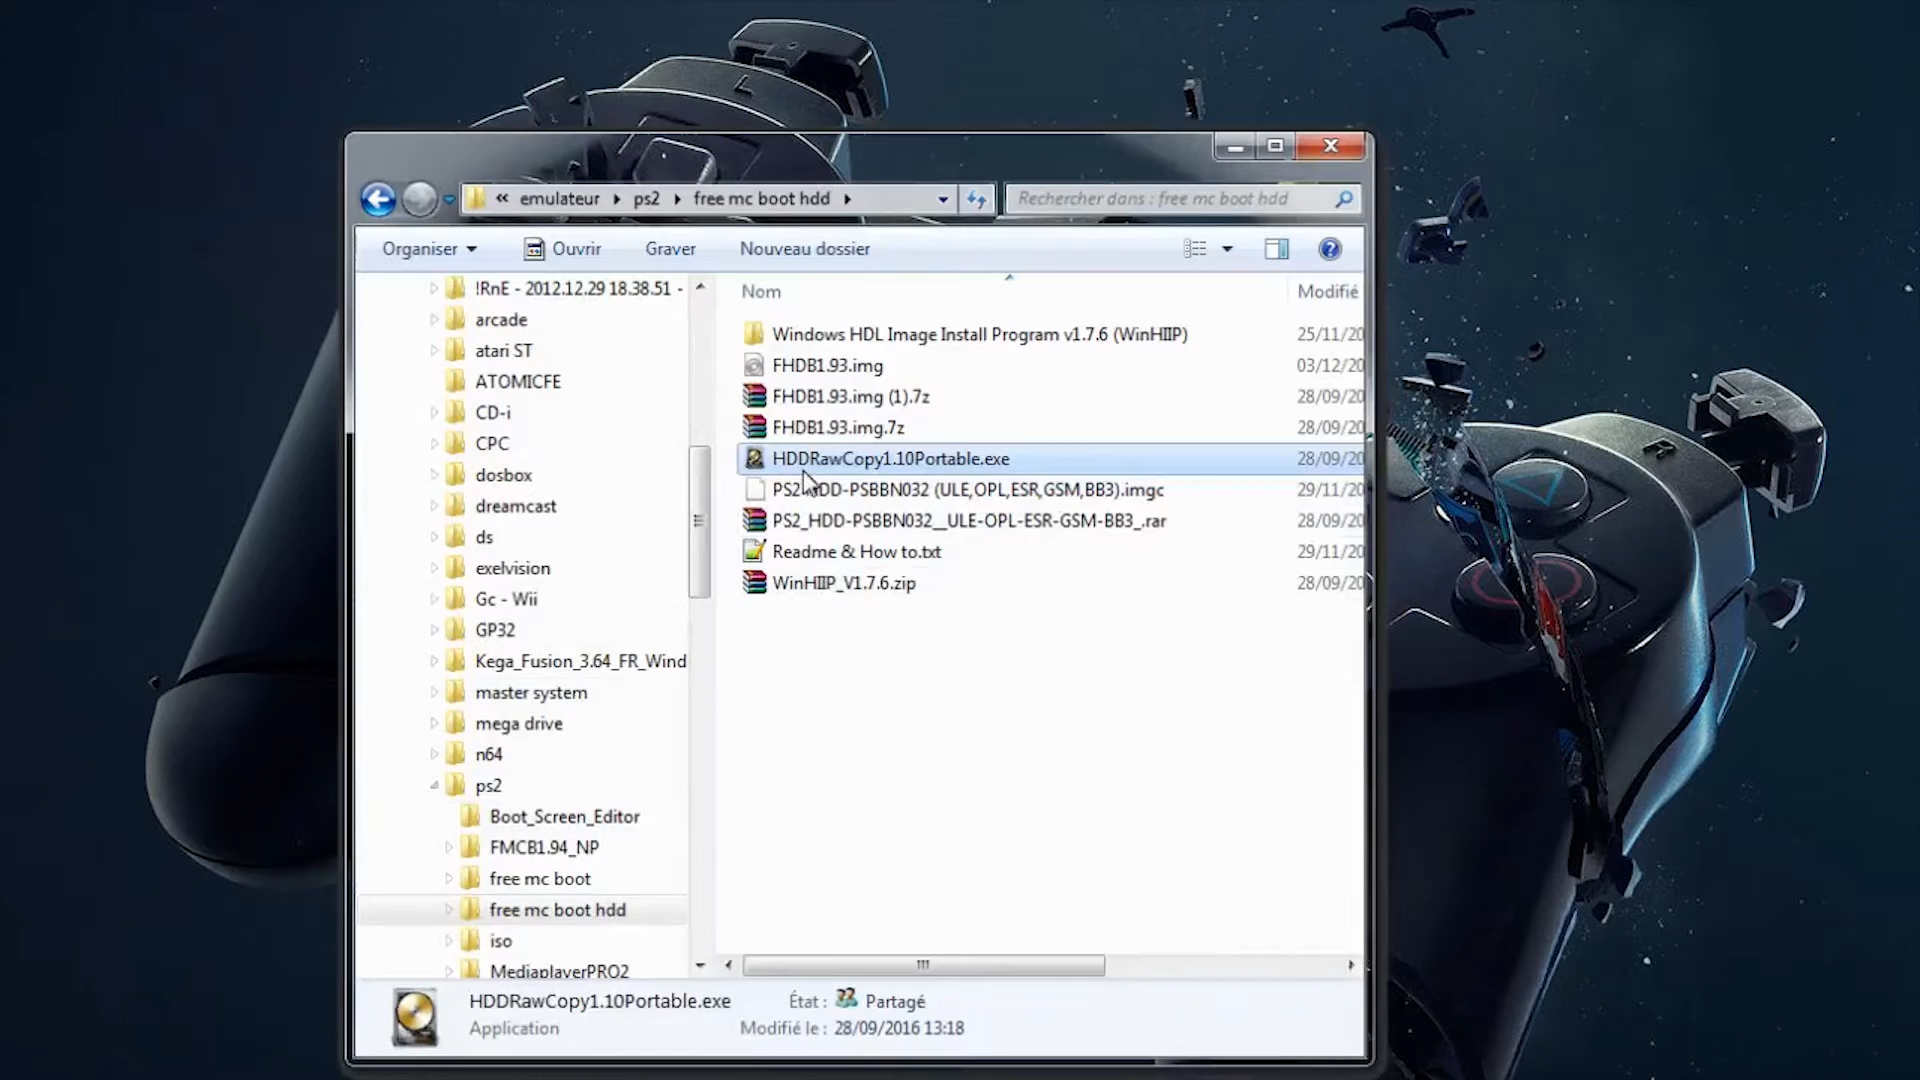 « emulateur ▸ ps2 ▸ free mc boot hdd ▸
Rechercher dans : free mc boot hdd
Organiser Ouvrir Graver Nouveau dossier
!RnE - 2012.12.29 18.38.51 -
arcade
atari ST
ATOMICFE
CD-i
CPC
dosbox
dreamcast
ds
exelvision
Gc - Wii
GP32
Kega_Fusion_3.64_FR_Wind
master system
mega drive
n64
ps2
Boot_Screen_Editor
FMCB1.94_NP
free mc boot
free mc boot hdd
iso
MediaplayerPRO2
Nom Modifié
Windows HDL Image Install Program v1.7.6 (WinHIIP) 25/11/20
FHDB1.93.img 03/12/20
FHDB1.93.img (1).7z 28/09/20
FHDB1.93.img.7z 28/09/20
HDDRawCopy1.10Portable.exe 28/09/20
PS2-HDD-PSBBN032 (ULE,OPL,ESR,GSM,BB3).imgc 29/11/20
PS2_HDD-PSBBN032__ULE-OPL-ESR-GSM-BB3_.rar 28/09/20
Readme & How to.txt 29/11/20
WinHIIP_V1.7.6.zip 28/09/20
HDDRawCopy1.10Portable.exe État : Partagé
Application Modifié le : 28/09/2016 13:18